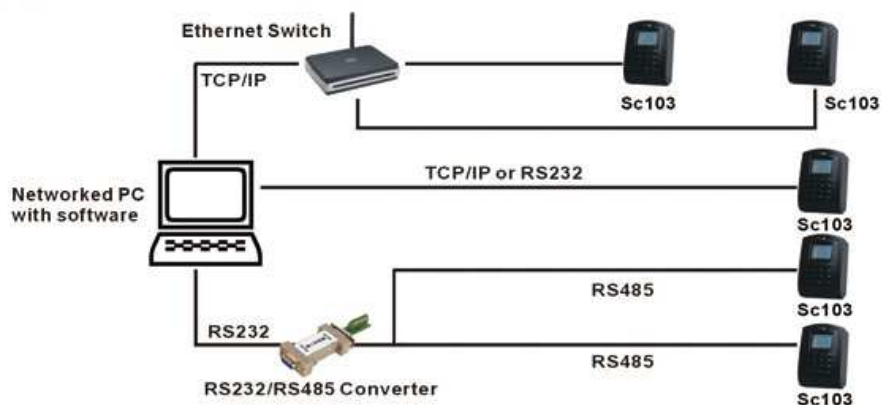 Ethernet Switch
TCP/IP
Sc103
Sc103
TCP/IP or RS232
Networked PC
with software
Sc103
RS485
Sc103
RS232
RS485
RS232/RS485 Converter
Sc103